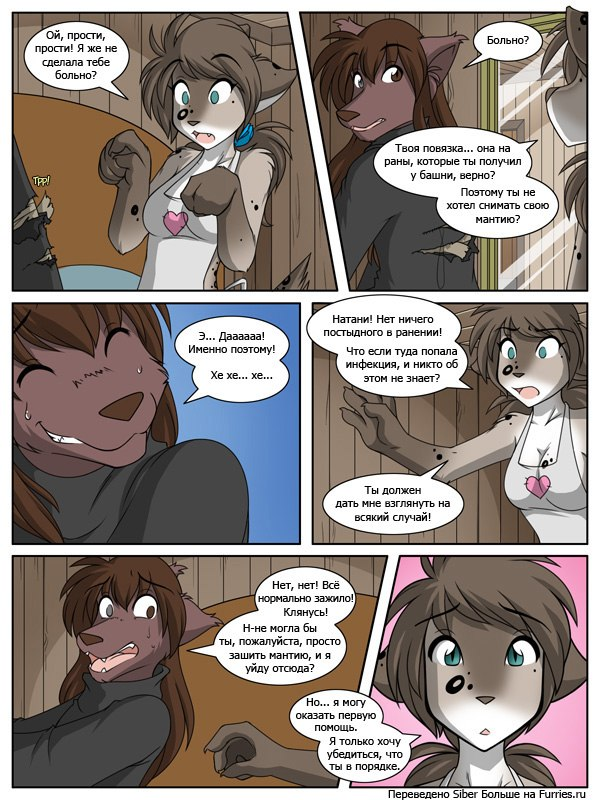 Ой, прости,
прости! Я же не
сделала тебе
больно?
Трр!
Больно?
Твоя повязка... она на
раны, которые ты получил
у башни, верно?
Поэтому ты не
хотел снимать свою
мантию?
Э... Даааааа!
Именно поэтому!
Хе хе... хе...
Натани! Нет ничего
постыдного в ранении!
Что если туда попала
инфекция, и никто об
этом не знает?
Ты должен
дать мне взглянуть на
всякий случай!
Нет, нет! Всё
нормально зажило!
Клянусь!
Н-не могла бы
ты, пожалуйста, просто
зашить мантию, и я
уйду отсюда?
Но... я могу
оказать первую
помощь.
Я только хочу
убедиться, что
ты в порядке.
Переведено Siber Больше на Furries.ru